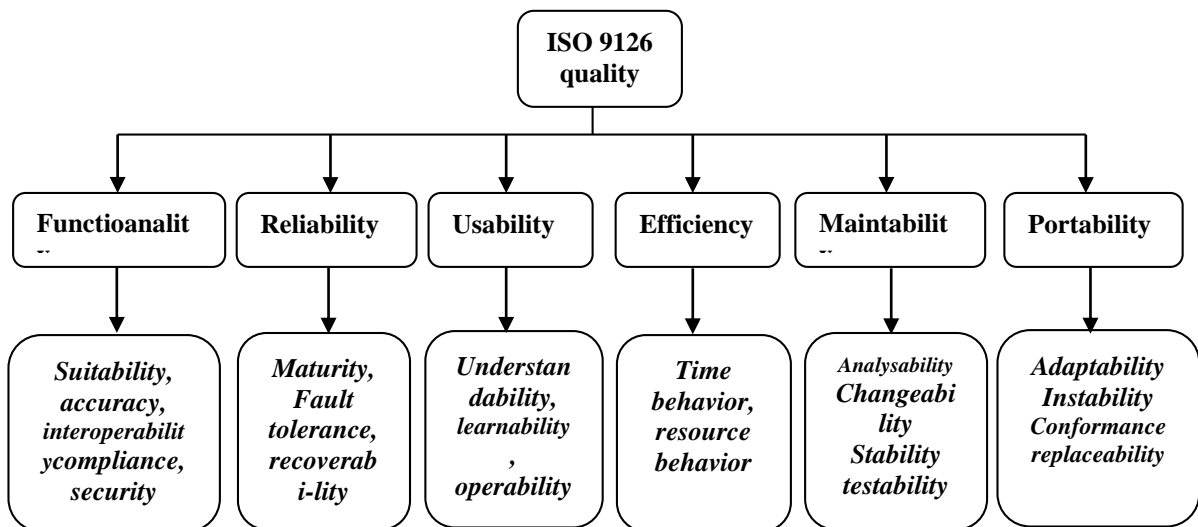 ISO 9126
quality
Functioanalit
Reliability
Usability
Efficiency
Maintabilit
Portability
Suitability,
accuracy,
interoperabilit
ycompliance,
security
Maturity,
Fault
tolerance,
recoverab
i-lity
Understan
dability,
learnability
,
operability
Time
behavior,
resource
behavior
Analysability
Changeabi
lity
Stability
testability
Adaptability
Instability
Conformance
replaceability